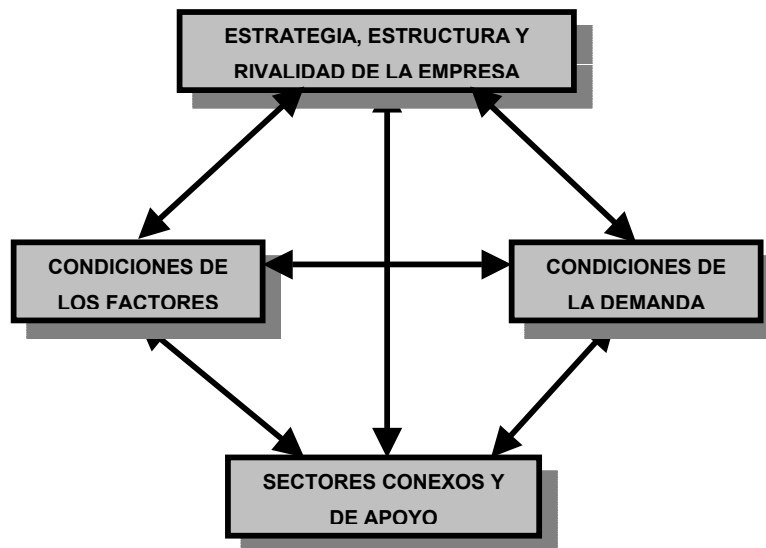 ESTRATEGIA, ESTRUCTURA Y
RIVALIDAD DE LA EMPRESA
CONDICIONES DE
LOS FACTORES
CONDICIONES DE
LA DEMANDA
SECTORES CONEXOS Y
DE APOYO